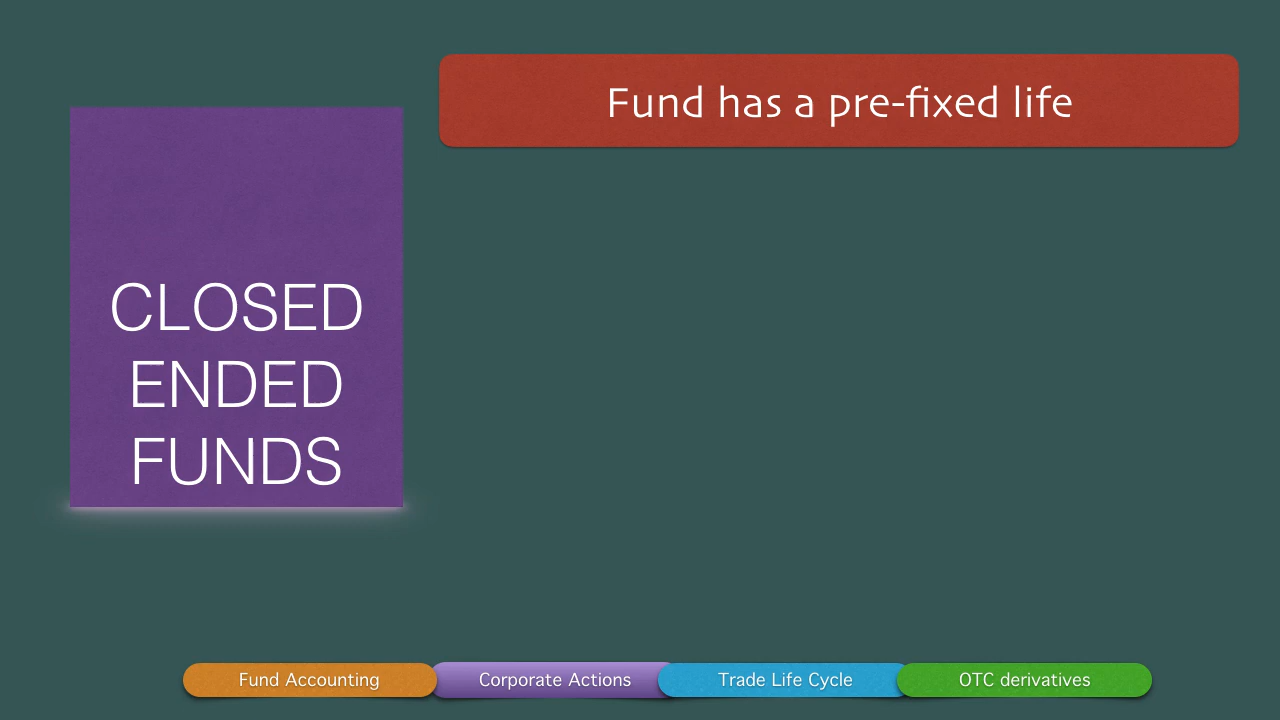 Fund has a pre-fixed life
CLOSED
ENDED
FUNDS
Fund Accounting
Corporate Actions
Trade Life Cycle
OTC derivatives